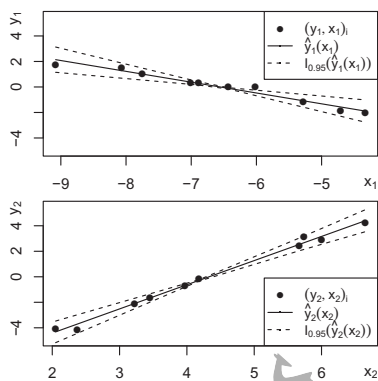 y₁
4
2
0
−4
(y₁, x₁)ᵢ
ŷ₁(x₁)
I₀.₉₅(ŷ₁(x₁))
−9 −8 −7 −6 −5 x₁
y₂
4
2
0
−4
(y₂, x₂)ᵢ
ŷ₂(x₂)
I₀.₉₅(ŷ₂(x₂))
2 3 4 5 6 x₂